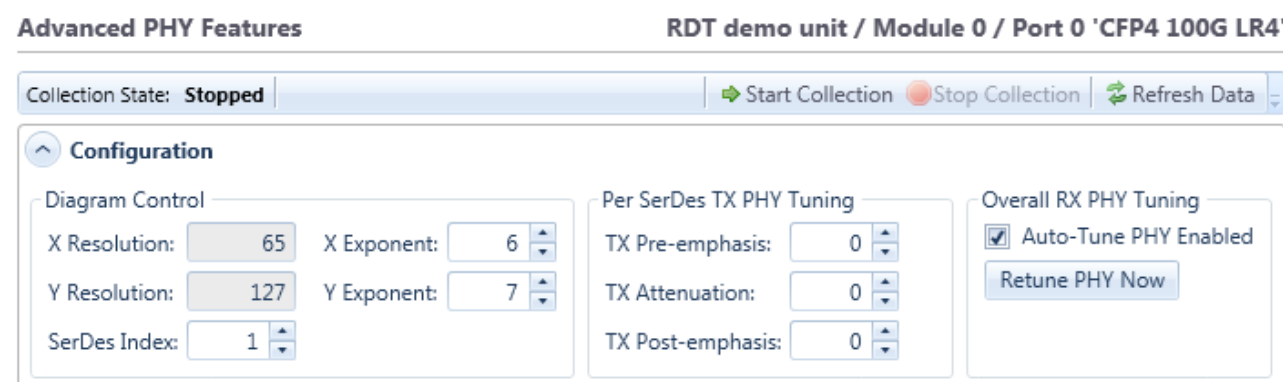 Advanced PHY Features RDT demo unit / Module 0 / Port 0 'CFP4 100G LR4'
Collection State: Stopped Start Collection Stop Collection Refresh Data
Configuration
Diagram Control Per SerDes TX PHY Tuning Overall RX PHY Tuning
X Resolution: 65 X Exponent: 6 TX Pre-emphasis: 0 Auto-Tune PHY Enabled
Y Resolution: 127 Y Exponent: 7 TX Attenuation: 0 Retune PHY Now
SerDes Index: 1 TX Post-emphasis: 0